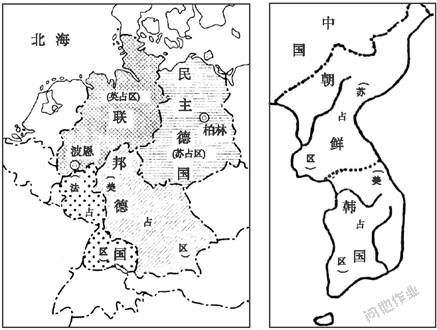 北海
民主德国
(英占区)
联邦德国
柏林
(苏占区)
波恩
(法占区)
(美占区)
中国
朝鲜
(苏占区)
(美占区)
韩国
问他作业